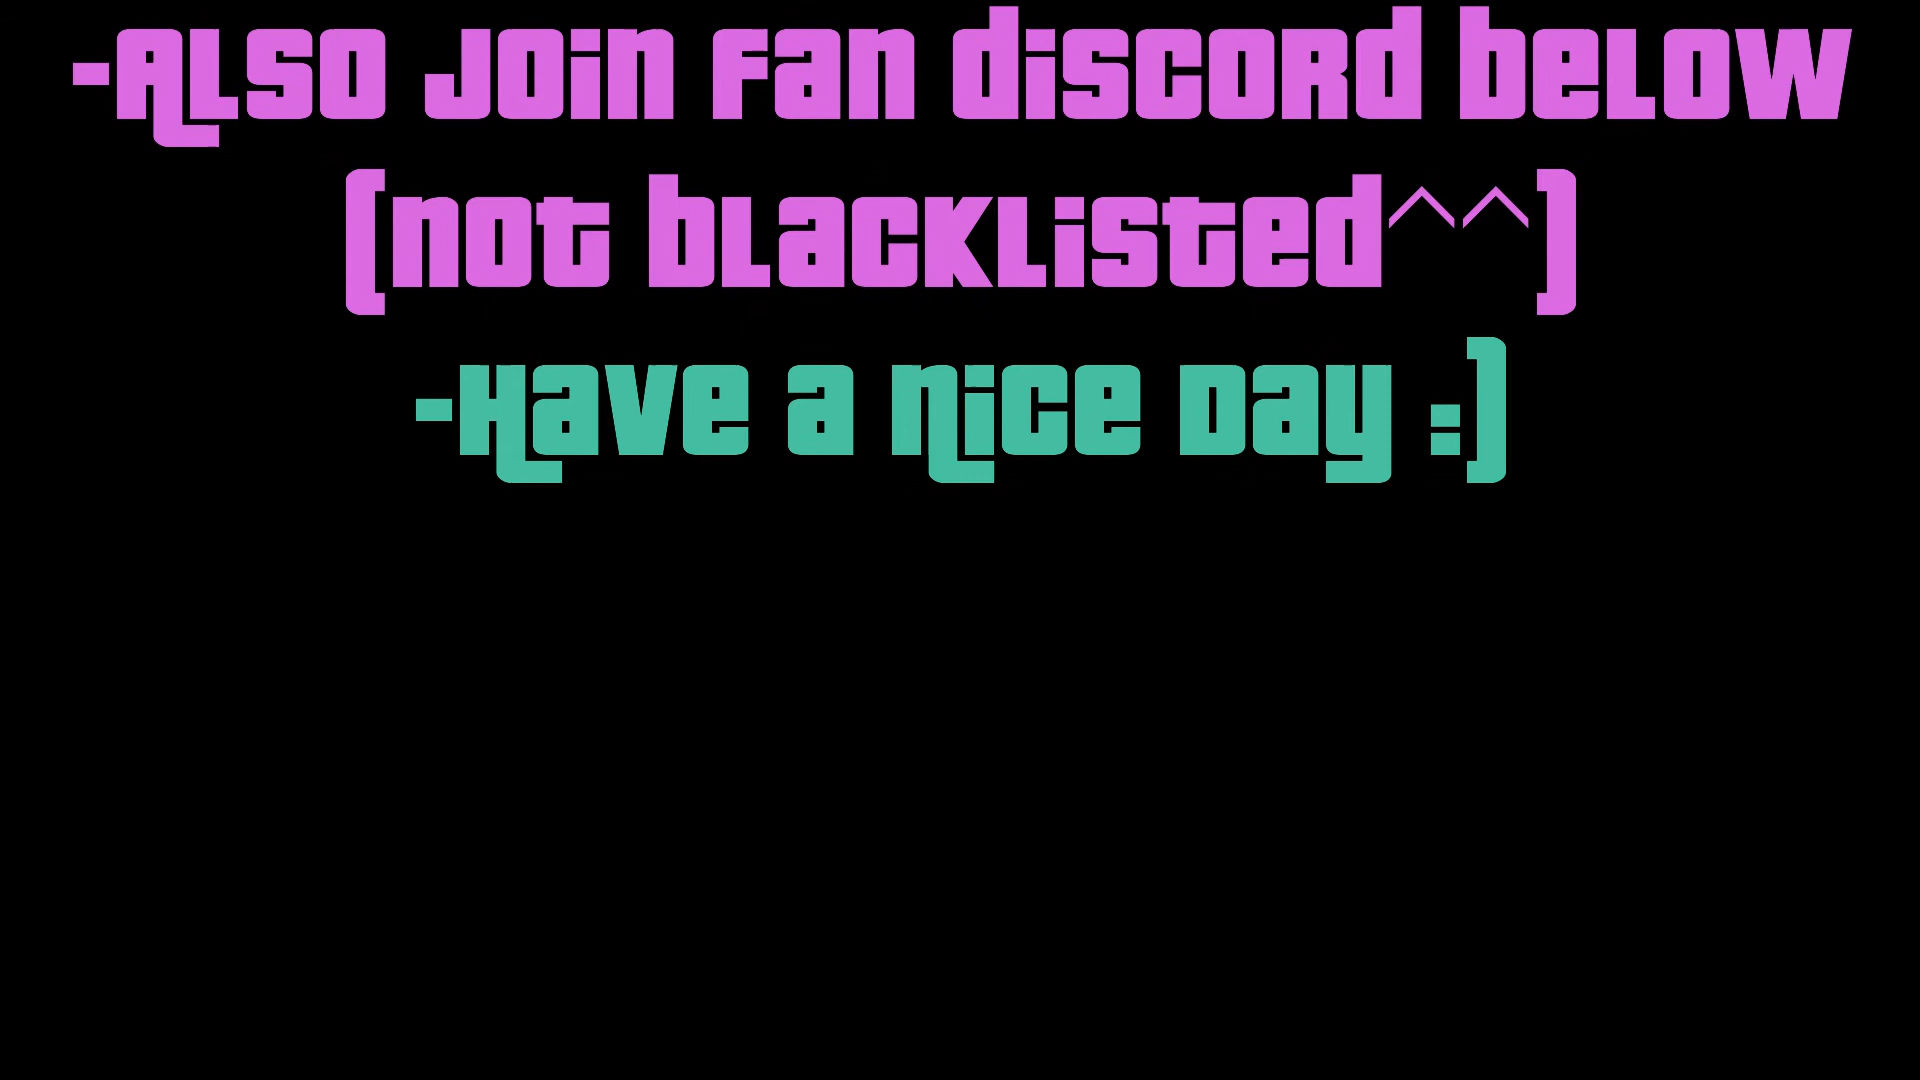 -Also join fan discord below
(not blacklisted^^)
-Have a Nice Day :)